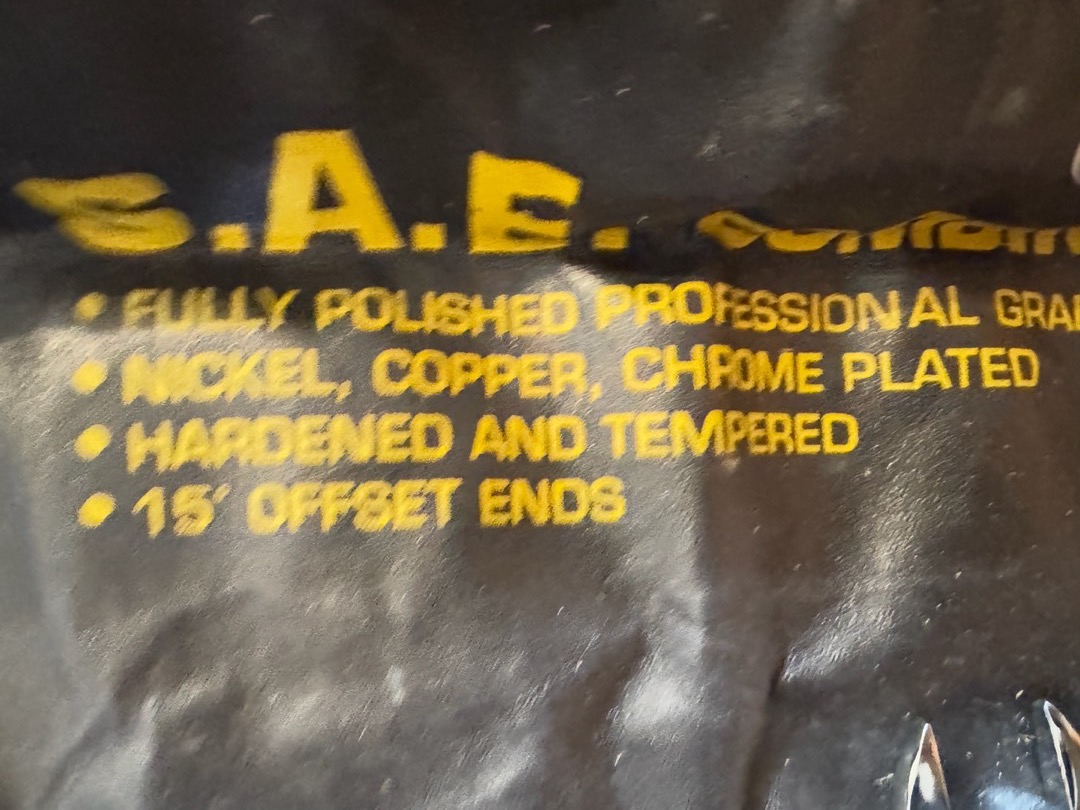 S.A.E.
• FULLY POLISHED PROFESSIONAL
• NICKEL, COPPER, CHROME PLATED
• HARDENED AND TEMPERED
• 15' OFFSET ENDS